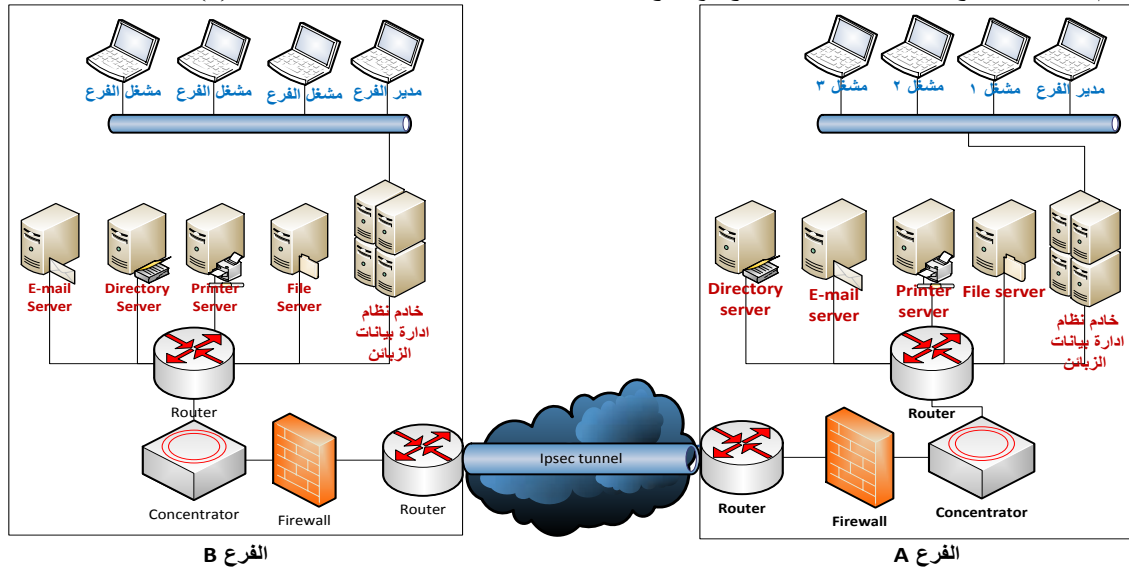 مشغل الفرع
مشغل الفرع
مشغل الفرع
مدير الفرع
E-mail
Server
Directory
Server
Printer
Server
File
Server
خادم نظام
ادارة بيانات
الزبائن
Router
Concentrator
Firewall
Router
الفرع B
Ipsec tunnel
مشغل ٣
مشغل ٢
مشغل ١
مدير الفرع
Directory
server
E-mail
server
Printer
server
File server
خادم نظام
ادارة بيانات
الزبائن
Router
Router
Firewall
Concentrator
الفرع A